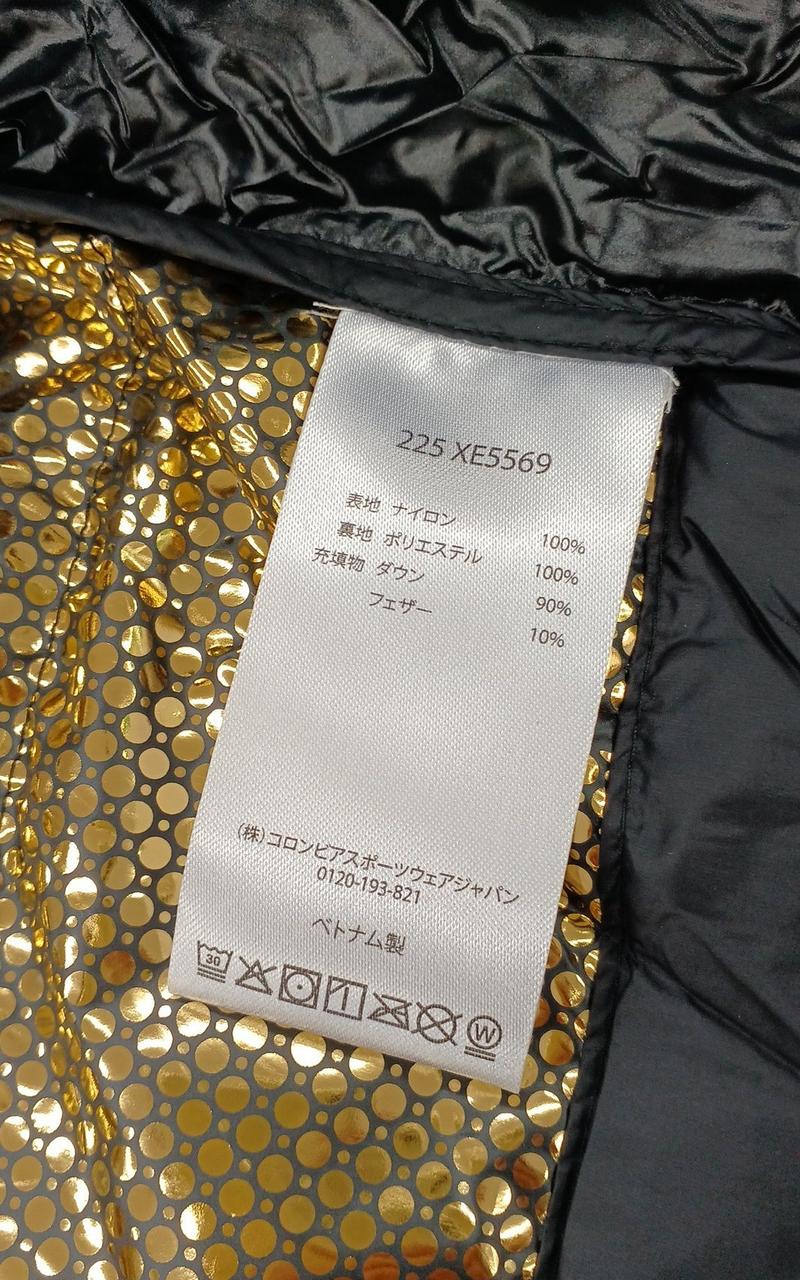 225 XE5569
表地 ナイロン 100%
裏地 ポリエステル 100%
充填物 ダウン 90%
フェザー 10%
(株)コロンビアスポーツウェアジャパン
0120-193-821
ベトナム製
30
W